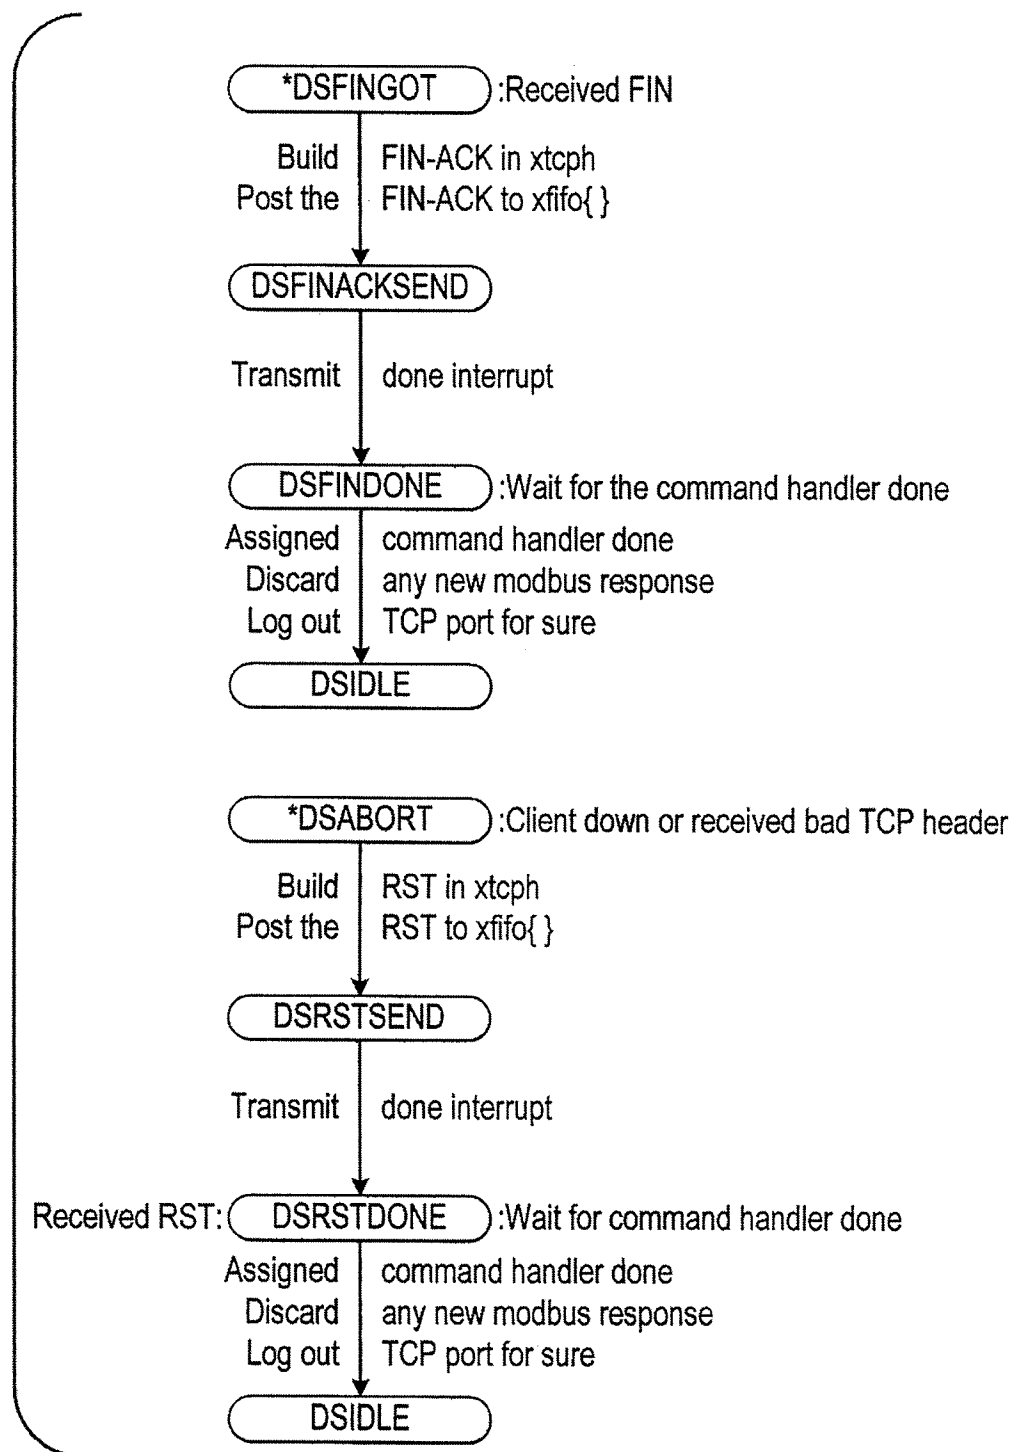 *DSFINGOT :Received FIN
Build FIN-ACK in xtcph
Post the FIN-ACK to xfifo{ }
DSFINACKSEND
Transmit done interrupt
DSFINDONE :Wait for the command handler done
Assigned command handler done
Discard any new modbus response
Log out TCP port for sure
DSIDLE
*DSABORT :Client down or received bad TCP header
Build RST in xtcph
Post the RST to xfifo{ }
DSRSTSEND
Transmit done interrupt
Received RST: DSRSTDONE :Wait for command handler done
Assigned command handler done
Discard any new modbus response
Log out TCP port for sure
DSIDLE